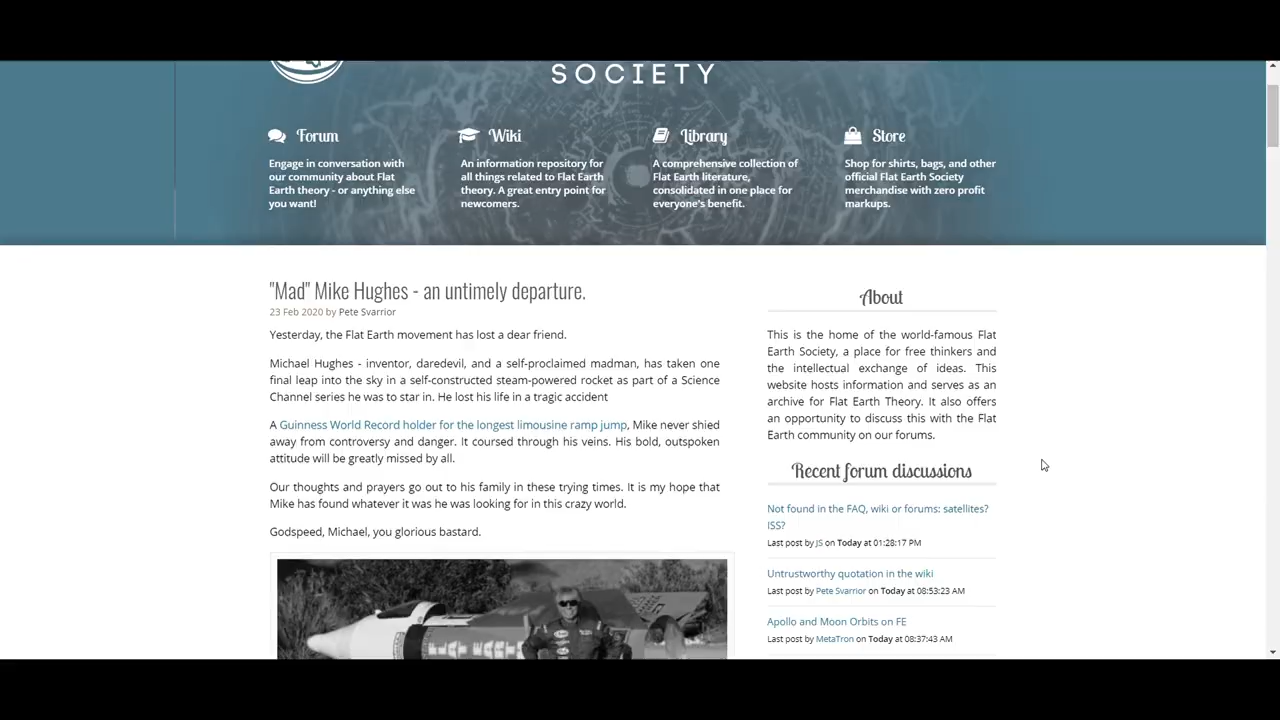 SOCIETY
Forum
Engage in conversation with
our community about Flat
Earth theory - or anything else
you want!
Wiki
An information repository for
all things related to Flat Earth
theory. A great entry point for
newcomers.
Library
A comprehensive collection of
Flat Earth literature,
consolidated in one place for
everyone's benefit.
Store
Shop for shirts, bags, and other
official Flat Earth Society
merchandise with zero profit
markups.
"Mad" Mike Hughes - an untimely departure.
23 Feb 2020 by Pete Svarrior
Yesterday, the Flat Earth movement has lost a dear friend.
Michael Hughes - inventor, daredevil, and a self-proclaimed madman, has taken one
final leap into the sky in a self-constructed steam-powered rocket as part of a Science
Channel series he was to star in. He lost his life in a tragic accident
A Guinness World Record holder for the longest limousine ramp jump, Mike never shied
away from controversy and danger. It coursed through his veins. His bold, outspoken
attitude will be greatly missed by all.
Our thoughts and prayers go out to his family in these trying times. It is my hope that
Mike has found whatever it was he was looking for in this crazy world.
Godspeed, Michael, you glorious bastard.
FLAT EARTH
About
This is the home of the world-famous Flat
Earth Society, a place for free thinkers and
the intellectual exchange of ideas. This
website hosts information and serves as an
archive for Flat Earth Theory. It also offers
an opportunity to discuss this with the Flat
Earth community on our forums.
Recent forum discussions
Not found in the FAQ, wiki or forums: satellites?
ISS?
Last post by JS on Today at 01:28:17 PM
Untrustworthy quotation in the wiki
Last post by Pete Svarrior on Today at 08:53:23 AM
Apollo and Moon Orbits on FE
Last post by MetaTron on Today at 08:37:43 AM